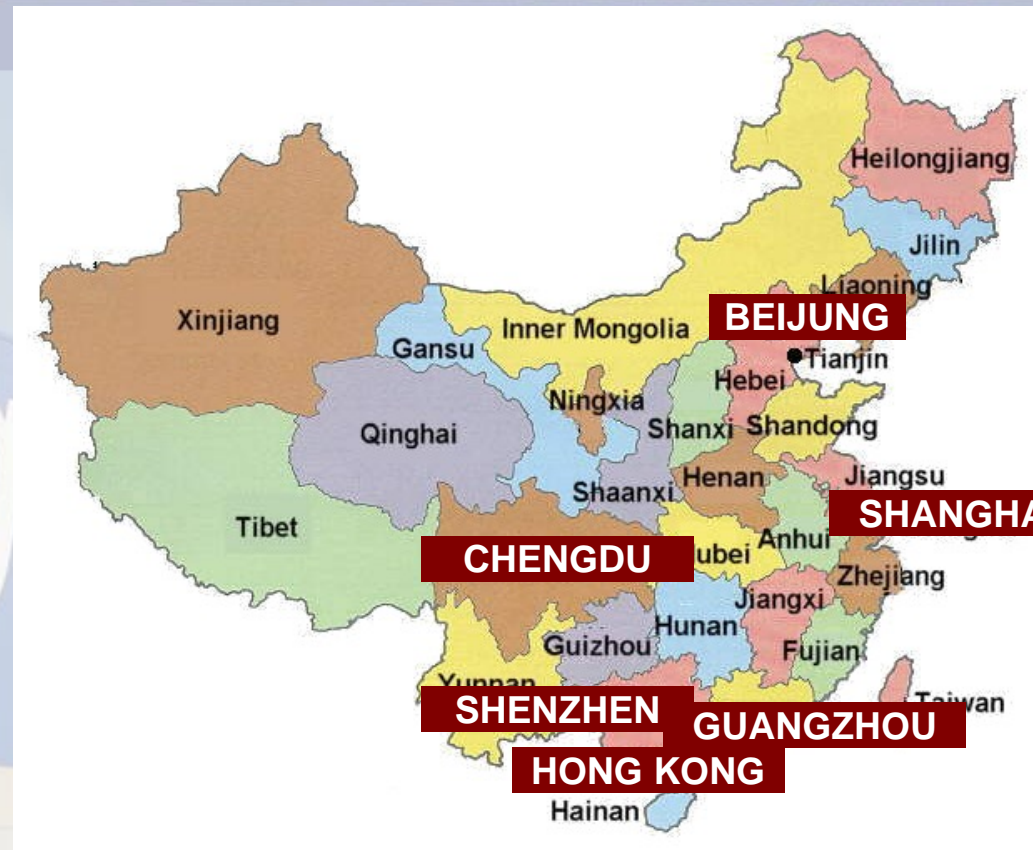 Heilongjiang
Jilin
Liaoning
BEIJUNG
Xinjiang
Inner Mongolia
Gansu
Tianjin
Hebei
Ningxia
Qinghai
Shanxi
Shandong
Henan
Jiangsu
Shaanxi
SHANGHA
Tibet
Anhui
ubei
CHENGDU
Zhejiang
Jiangxi
Hunan
Guizhou
Fujian
Yunnan
Taiwan
SHENZHEN
GUANGZHOU
HONG KONG
Hainan